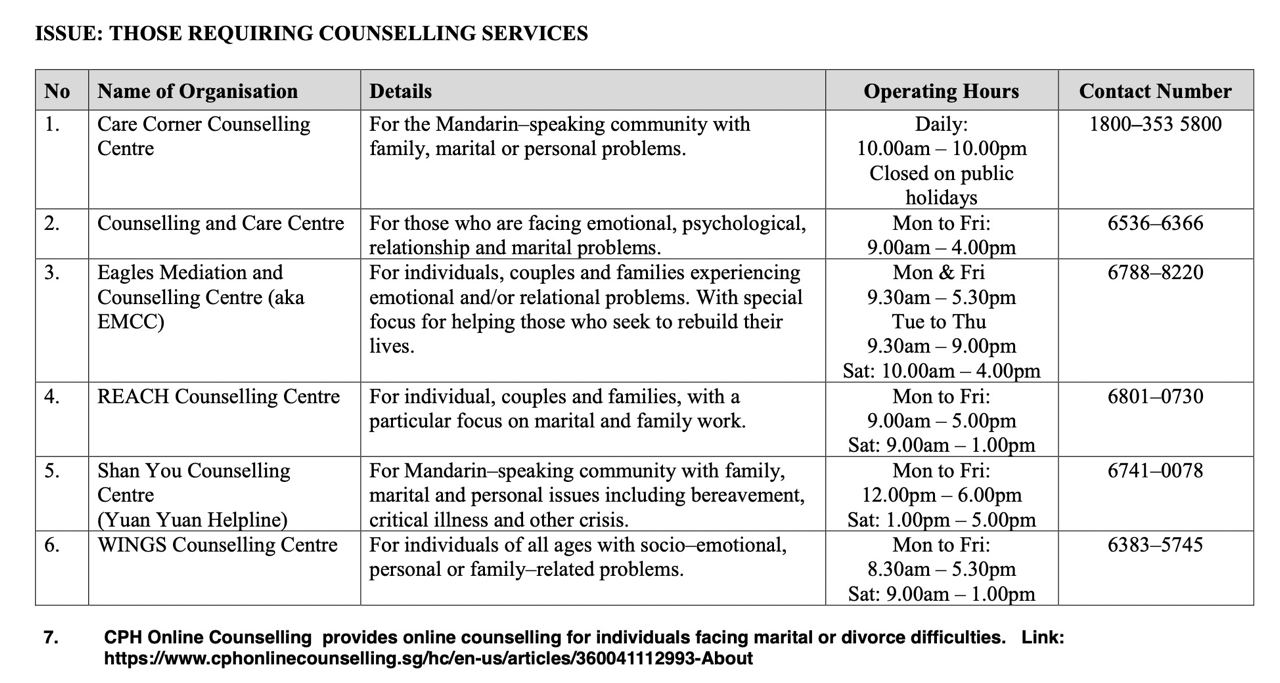 ISSUE: THOSE REQUIRING COUNSELLING SERVICES
No Name of Organisation Details Operating Hours Contact Number
1. Care Corner Counselling Centre For the Mandarin–speaking community with family, marital or personal problems. Daily: 10.00am – 10.00pm Closed on public holidays 1800–353 5800
2. Counselling and Care Centre For those who are facing emotional, psychological, relationship and marital problems. Mon to Fri: 9.00am – 4.00pm 6536–6366
3. Eagles Mediation and Counselling Centre (aka EMCC) For individuals, couples and families experiencing emotional and/or relational problems. With special focus for helping those who seek to rebuild their lives. Mon & Fri 9.30am – 5.30pm Tue to Thu 9.30am – 9.00pm Sat: 10.00am – 4.00pm 6788–8220
4. REACH Counselling Centre For individual, couples and families, with a particular focus on marital and family work. Mon to Fri: 9.00am – 5.00pm Sat: 9.00am – 1.00pm 6801–0730
5. Shan You Counselling Centre (Yuan Yuan Helpline) For Mandarin–speaking community with family, marital and personal issues including bereavement, critical illness and other crisis. Mon to Fri: 12.00pm – 6.00pm Sat: 1.00pm – 5.00pm 6741–0078
6. WINGS Counselling Centre For individuals of all ages with socio–emotional, personal or family–related problems. Mon to Fri: 8.30am – 5.30pm Sat: 9.00am – 1.00pm 6383–5745
7. CPH Online Counselling provides online counselling for individuals facing marital or divorce difficulties. Link:
https://www.cphonlinecounselling.sg/hc/en-us/articles/360041112993-About